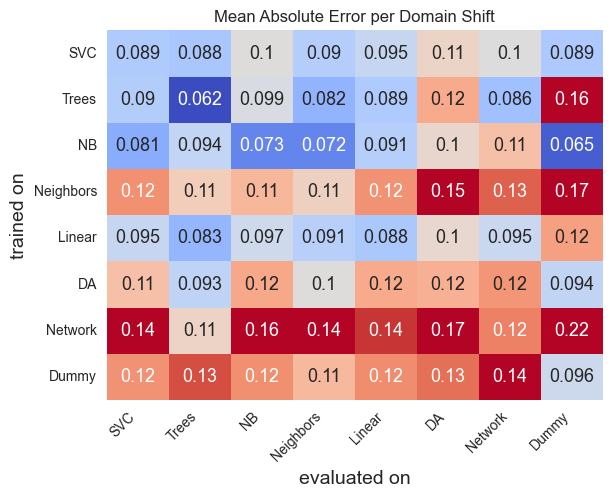 Mean Absolute Error per Domain Shift
trained on
SVC 0.089 0.088 0.1 0.09 0.095 0.11 0.1 0.089
Trees 0.09 0.062 0.099 0.082 0.089 0.12 0.086 0.16
NB 0.081 0.094 0.073 0.072 0.091 0.1 0.11 0.065
Neighbors 0.12 0.11 0.11 0.11 0.12 0.15 0.13 0.17
Linear 0.095 0.083 0.097 0.091 0.088 0.1 0.095 0.12
DA 0.11 0.093 0.12 0.1 0.12 0.12 0.12 0.094
Network 0.14 0.11 0.16 0.14 0.14 0.17 0.12 0.22
Dummy 0.12 0.13 0.12 0.11 0.12 0.13 0.14 0.096
SVC Trees NB Neighbors Linear DA Network Dummy
evaluated on